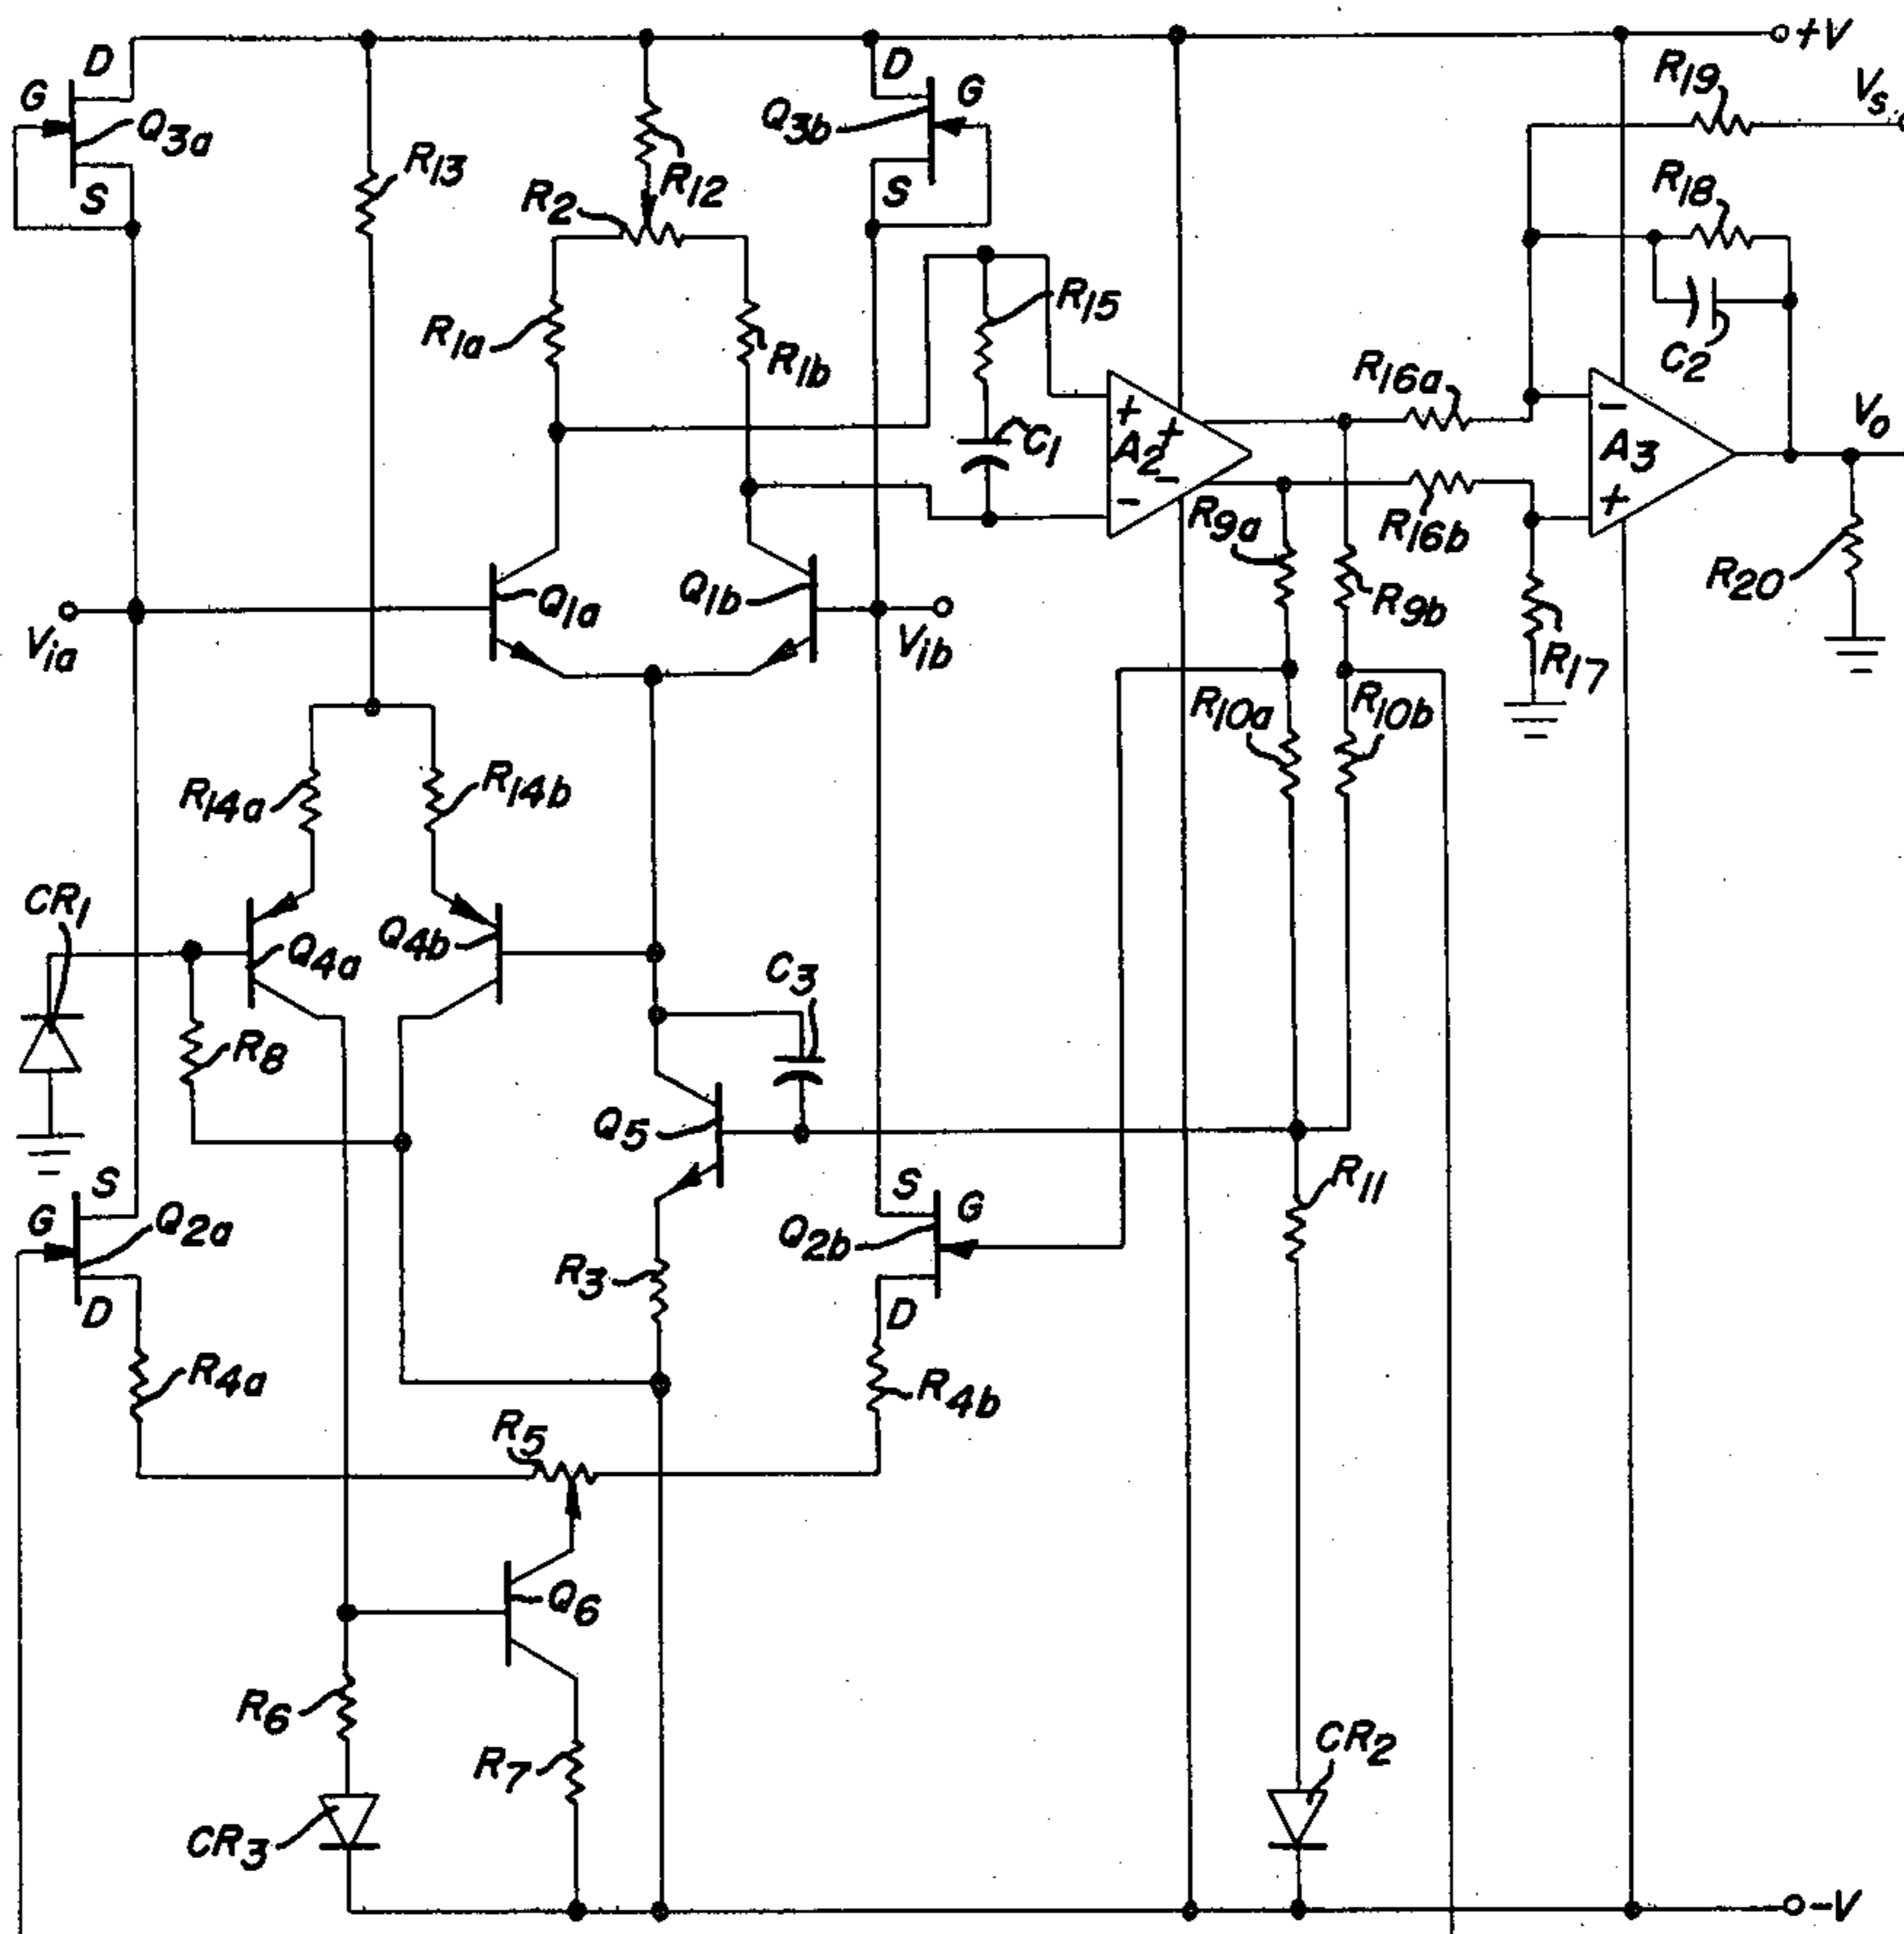 +V
D
G
Q3a
S
R13
R12
R2
D
G
Q3b
S
R19
Vs
R18
C2
R1a
R1b
R15
C1
+
A2
+
-
-
R16a
R16b
-
A3
+
Vo
R20
R17
Via
Q1a
Q1b
Vib
R9a
R9b
R10a
R10b
R14a
R14b
CR1
Q4a
Q4b
R8
C3
Q5
R11
S
G
Q2a
D
R3
S
G
Q2b
D
R4a
R4b
R5
Q6
R6
R7
CR3
CR2
-V